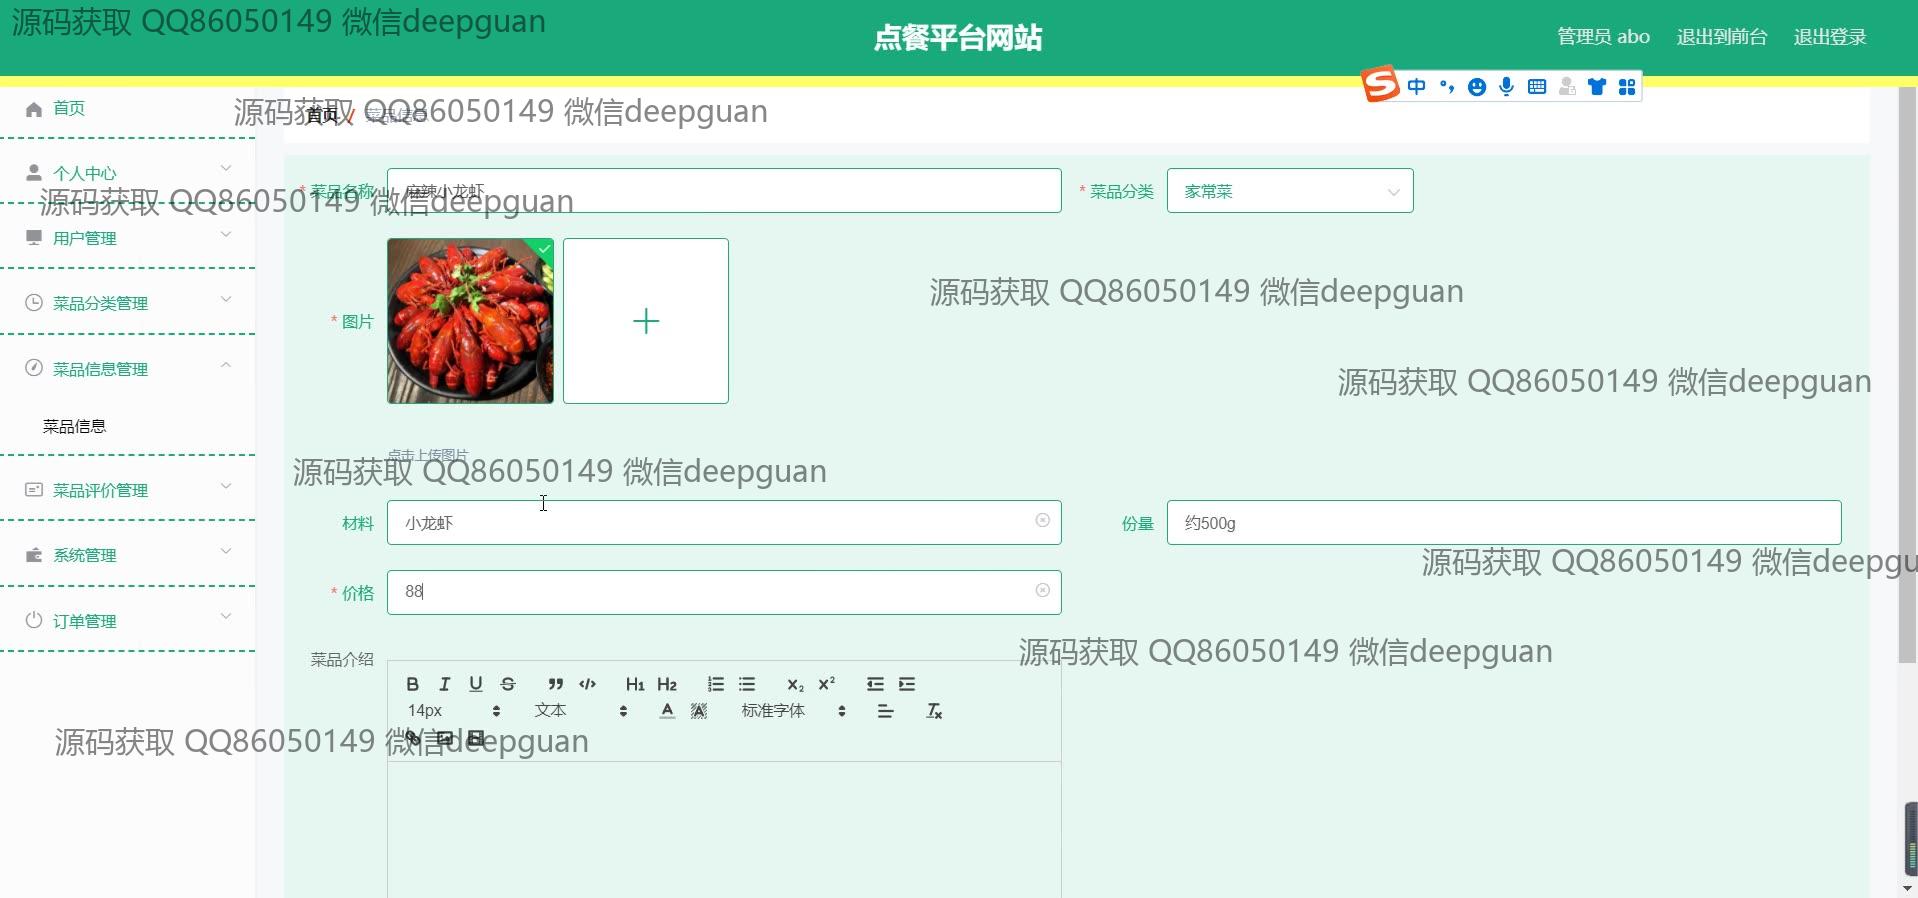 源码获取 QQ86050149 微信deepguan
点餐平台网站
管理员 abo 退出到前台 退出登录
中
首页
源码获取 QQ86050149 微信deepguan
首页 / 菜品信息
个人中心
* 菜品名称 麻辣小龙虾
* 菜品分类 家常菜
源码获取 QQ86050149 微信deepguan
用户管理
源码获取 QQ86050149 微信deepguan
菜品分类管理
* 图片
菜品信息管理
源码获取 QQ86050149 微信deepguan
菜品信息
点击上传图片
源码获取 QQ86050149 微信deepguan
菜品评价管理
材料 小龙虾
份量 约500g
系统管理
源码获取 QQ86050149 微信deepgu
* 价格 88
订单管理
源码获取 QQ86050149 微信deepguan
菜品介绍
B I U S ” </> H1 H2 X2 X2
14px 文本 A A 标准字体 Tx
源码获取 QQ86050149 微信deepguan